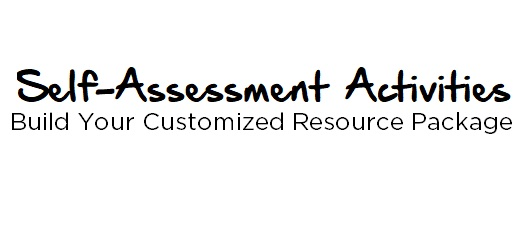 Self-Assessment Activities
Build Your Customized Resource Package